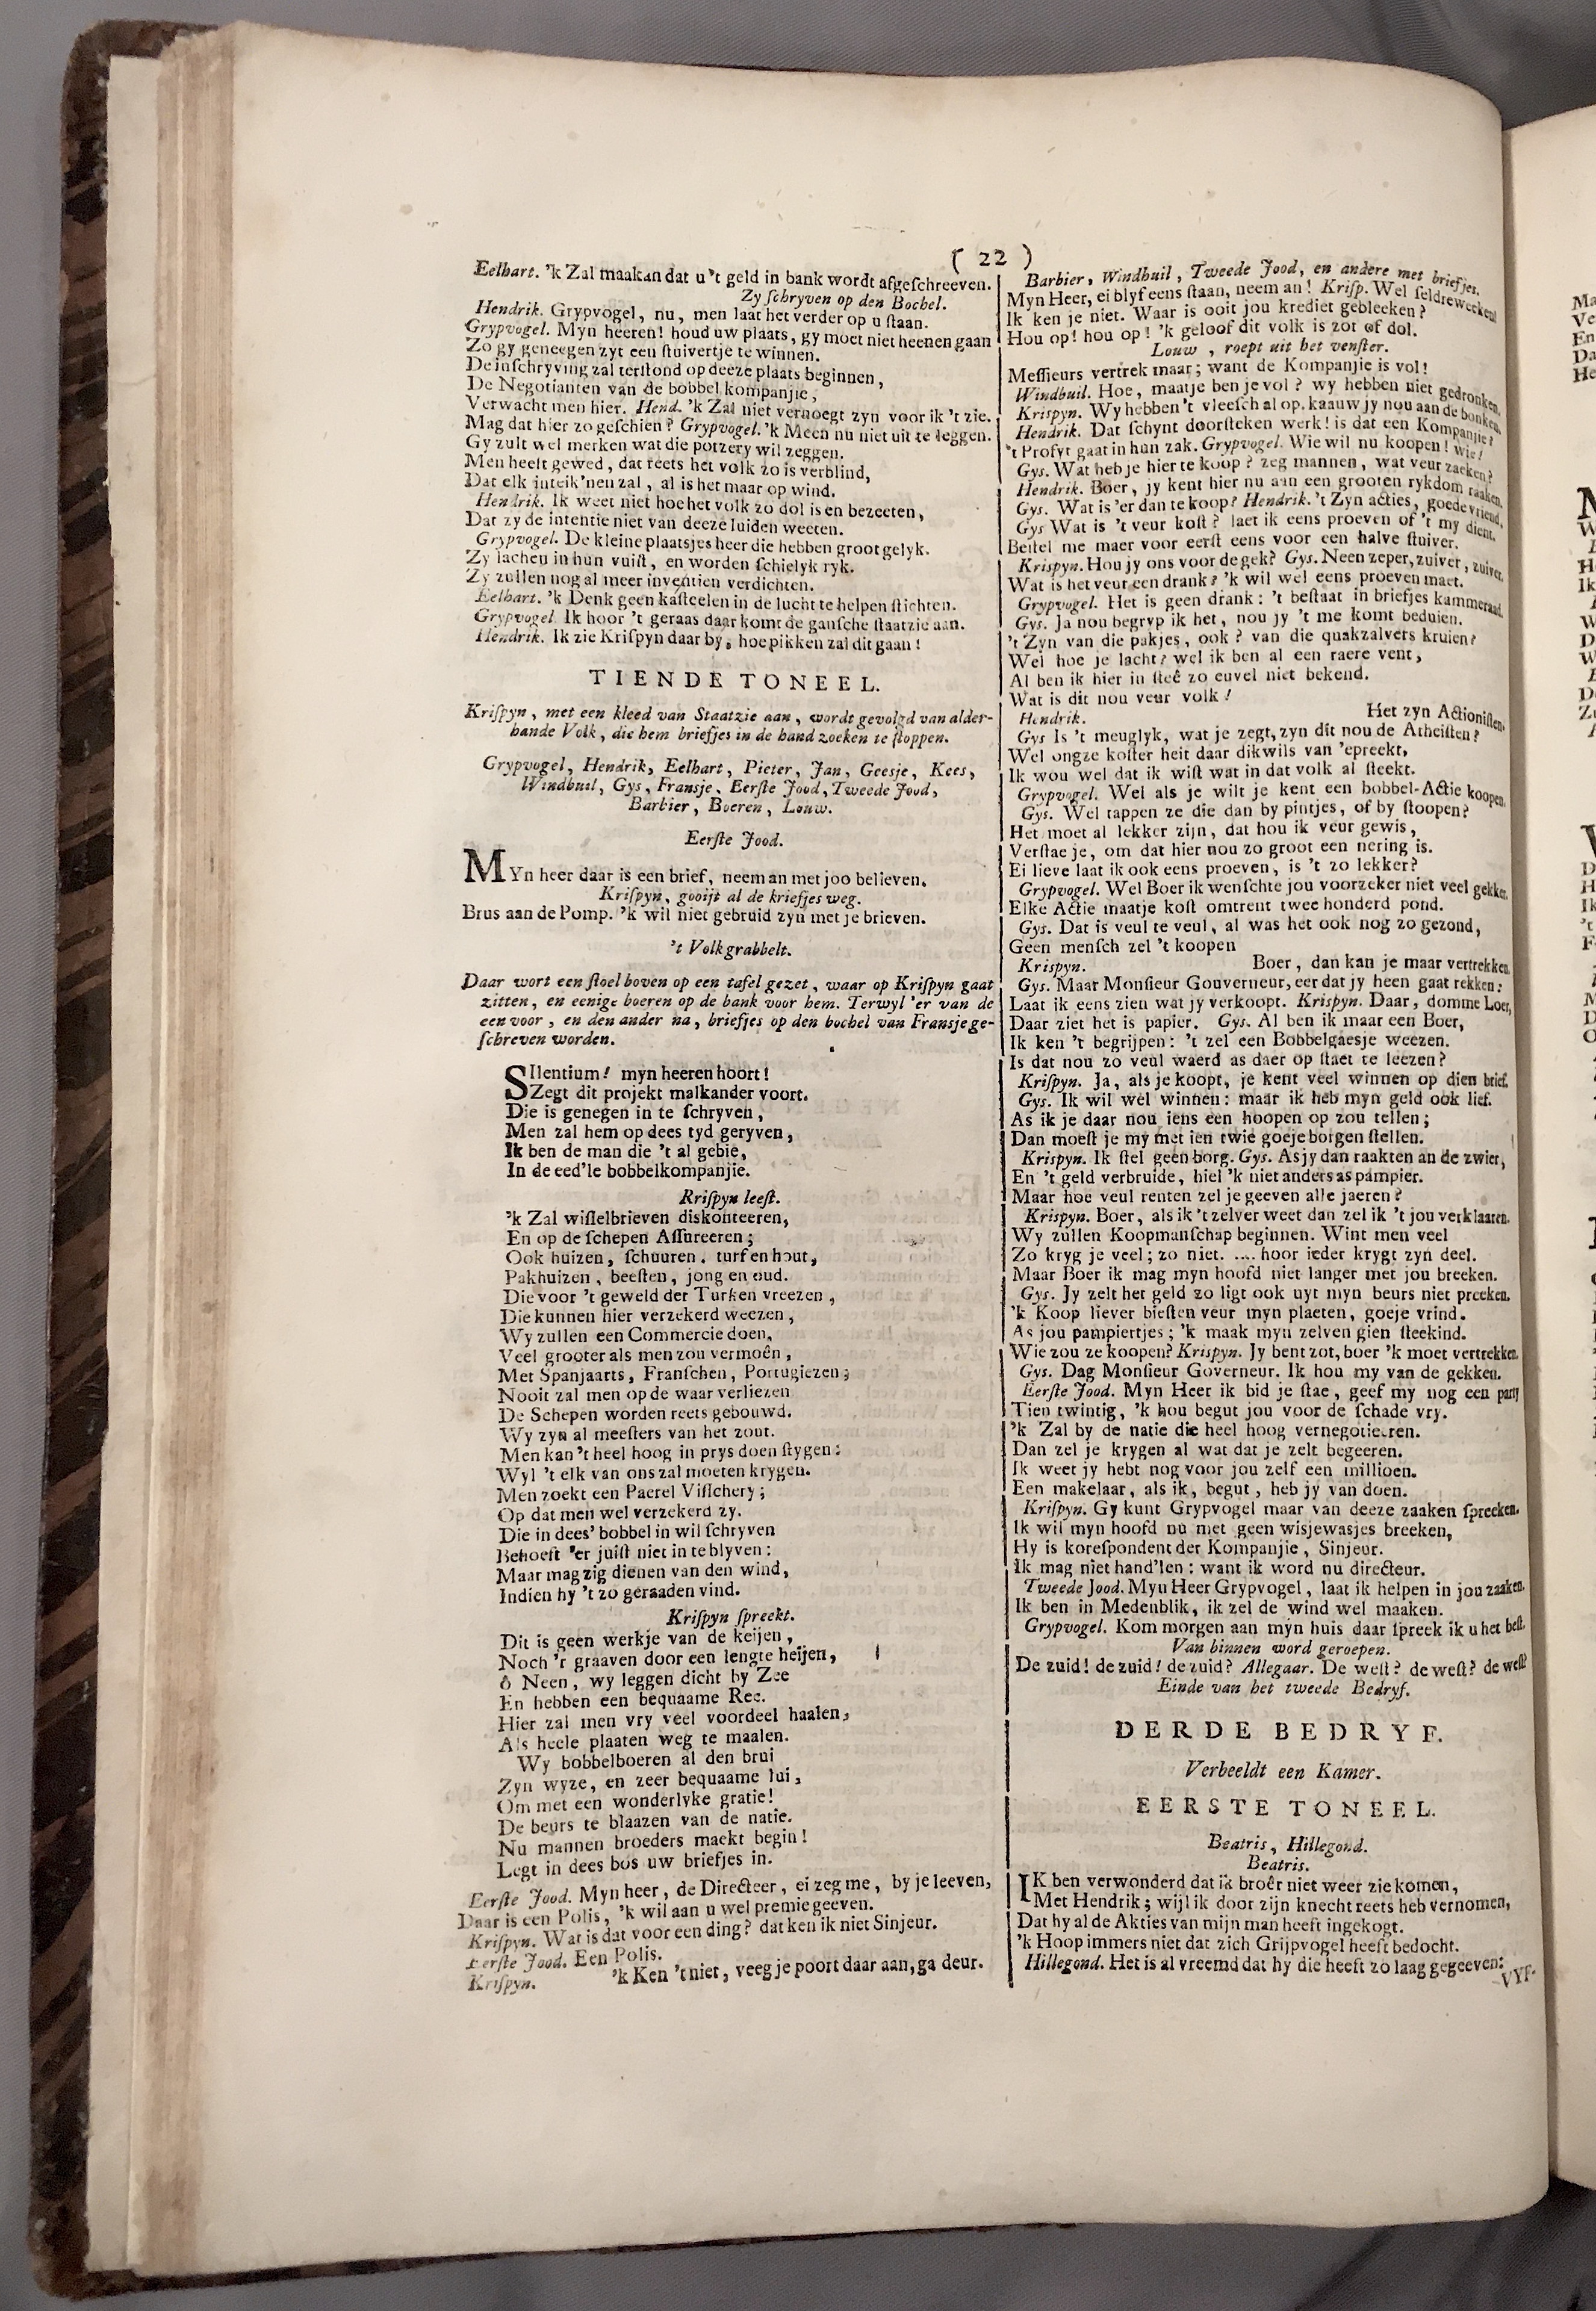 ( 22 )
Eelhart. 'k Zal maakan dat u 't geld in bank wordt afgeſchreeven.
Zy ſchryven op den Bochel.
Hendrik. Grypvogel, nu, men laat het verder op u ſtaan.
Grypvogel. Myn heeren! houd uw plaats, gy moet niet heenen gaan
Zo gy geneegen zyt een ſtuivertje te winnen.
De inſchryving zal terſtond op deeze plaats beginnen,
De Negotianten van de bobbel kompanjie,
Verwacht men hier. Hend. 'k Zal niet vernoegt zyn voor ik 't zie.
Mag dat hier zo geſchien? Grypvogel. 'k Meen nu niet uit te leggen.
Gy zult wel merken wat die potzery wil zeggen.
Men heeft gewed, dat reets het volk zo is verblind,
Dat elk inteik'nen zal, al is het maar op wind.
Hendrik. Ik weet niet hoe het volk zo dol is en bezeeten,
Dat zy de intentie niet van deeze luiden weeten.
Grypvogel. De kleine plaatsjes heer die hebben groot gelyk.
Zy lachen in hun vuiſt, en worden ſchielyk ryk.
Zy zullen nog al meer inventien verdichten.
Eelhart. 'k Denk geen kaſteelen in de lucht te helpen ſtichten.
Grypvogel. Ik hoor 't geraas daar komt de ganſche ſtaatzie aan.
Hendrik. Ik zie Kriſpyn daar by, hoe pikken zal dit gaan!
TIENDE TONEEL.
Kriſpyn, met een kleed van Staatzie aan, wordt gevolgd van alder-
hande Volk, die hem briefjes in de hand zoeken te ſtoppen.
Grypvogel, Hendrik, Eelhart, Pieter, Jan, Geesje, Kees,
Windbuil, Gys, Fransje, Eerſte Jood, Tweede Jood,
Barbier, Boeren, Louw.
Eerſte Jood.
MYn heer daar is een brief, neem an met joo believen.
Kriſpyn, gooijt al de kriefjes weg.
Brus aan de Pomp. 'k wil niet gebruid zyn met je brieven.
't Volk grabbelt.
Daar wort een ſtoel boven op een tafel gezet, waar op Kriſpyn gaat
zitten, en eenige boeren op de bank voor hem. Terwyl 'er van de
een voor, en den ander na, briefjes op den bochel van Fransje ge-
ſchreven worden.
SIlentium! myn heeren hoort!
Zegt dit projekt malkander voort.
Die is genegen in te ſchryven,
Men zal hem op dees tyd geryven,
Ik ben de man die 't al gebie,
In de eed'le bobbelkompanjie.
Rriſpyn leeſt.
'k Zal wiſſelbrieven diskonteeren,
En op de ſchepen Aſſureeren;
Ook huizen, ſchuuren, turf en hout,
Pakhuizen, beeſten, jong en oud.
Die voor 't geweld der Turken vreezen,
Die kunnen hier verzekerd weezen,
Wy zullen een Commercie doen,
Veel grooter als men zou vermoên,
Met Spanjaarts, Franſchen, Portugiezen;
Nooit zal men op de waar verliezen
De Schepen worden reets gebouwd.
Wy zyn al meeſters van het zout.
Men kan 't heel hoog in prys doen ſtygen:
Wyl 't elk van ons zal moeten krygen.
Men zoekt een Paerel Viſſchery;
Op dat men wel verzekerd zy.
Die in dees' bobbel in wil ſchryven
Behoeft 'er juiſt niet in te blyven:
Maar mag zig dienen van den wind,
Indien hy 't zo geraaden vind.
Kriſpyn ſpreekt.
Dit is geen werkje van de keijen,
Noch 'r graaven door een lengte heijen,
ô Neen, wy leggen dicht by Zee
En hebben een bequaame Ree.
Hier zal men vry veel voordeel haalen,
Als heele plaaten weg te maalen.
Wy bobbelboeren al den brui
Zyn wyze, en zeer bequaame lui,
Om met een wonderlyke gratie!
De beurs te blaazen van de natie.
Nu mannen broeders maekt begin!
Legt in dees bos uw briefjes in.
Eerſte Jood. Myn heer, de Directeer, ei zeg me, by je leeven,
Daar is een Polis, 'k wil aan u wel premie geeven.
Kriſpyn. Wat is dat voor een ding? dat ken ik niet Sinjeur.
Eerſte Jood. Een Polis.
Kriſpyn. 'k Ken 't niet, veeg je poort daar aan, ga deur.
Barbier, Windbuil, Tweede Jood, en andere met briefjes.
Myn Heer, ei blyf eens ſtaan, neem an! Kriſp. Wel ſeldreweeken!
Ik ken je niet. Waar is ooit jou krediet gebleeken?
Hou op! hou op! 'k geloof dit volk is zot of dol.
Louw, roept uit het venſter.
Meſſieurs vertrek maar; want de Kompanjie is vol!
Windbuil. Hoe, maatje ben je vol? wy hebben niet gedronken.
Krispyn. Wy hebben 't vleeſch al op, kaauw jy nou aan de bonken.
Hendrik. Dat ſchynt doorſteken werk! is dat een Kompanjie?
't Profyt gaat in hun zak. Grypvogel. Wie wil nu koopen! wie!
Gys. Wat heb je hier te koop? zeg mannen, wat veur zaeken?
Hendrik. Boer, jy kent hier nu aan een grooten rykdom raaken.
Gys. Wat is 'er dan te koop? Hendrik. 't Zyn acties, goede vriend.
Gys Wat is 't veur koſt? laet ik eens proeven of 't my dient.
Beſtel me maer voor eerſt eens voor een halve ſtuiver.
Krispyn. Hou jy ons voor de gek? Gys. Neen zeper, zuiver, zuiver.
Wat is het veur een drank? 'k wil wel eens proeven maet.
Grypvogel. Het is geen drank: 't beſtaat in briefjes kammeraad.
Gys. Ja nou begryp ik het, nou jy 't me komt beduien.
't Zyn van die pakjes, ook? van die quakzalvers kruien?
Wel hoe je lacht? wel ik ben al een raere vent,
Al ben ik hier in ſteê zo euvel niet bekend.
Wat is dit nou veur volk!
Hendrik. Het zyn Actioniſten.
Gys Is 't meuglyk, wat je zegt, zyn dit nou de Atheiſten?
Wel ongze koſter heit daar dikwils van 'epreekt,
Ik wou wel dat ik wiſt wat in dat volk al ſteekt.
Grypvogel. Wel als je wilt je kent een bobbel-Actie koopen.
Gys. Wel tappen ze die dan by pintjes, of by ſtoopen?
Het moet al lekker zijn, dat hou ik veur gewis,
Verſtae je, om dat hier nou zo groot een nering is.
Ei lieve laat ik ook eens proeven, is 't zo lekker?
Grypvogel. Wel Boer ik wenſchte jou voorzeker niet veel gekker.
Elke Actie maatje koſt omtrent twee honderd pond.
Gys. Dat is veul te veul, al was het ook nog zo gezond,
Geen menſch zel 't koopen
Krispyn. Boer, dan kan je maar vertrekken.
Gys. Maar Monſieur Gouverneur, eer dat jy heen gaat rekken:
Laat ik eens zien wat jy verkoopt. Krispyn. Daar, domme Loer,
Daar ziet het is papier. Gys. Al ben ik maar een Boer,
Ik ken 't begrijpen: 't zel een Bobbelgaesje weezen.
Is dat nou zo veul waerd as daer op ſtaet te leezen?
Kriſpyn. Ja, als je koopt, je kent veel winnen op dien brief.
Gys. Ik wil wel winnen: maar ik heb myn geld ook lief.
As ik je daar nou iens een hoopen op zou tellen;
Dan moeſt je my met ien twie goeje borgen ſtellen.
Krispyn. Ik ſtel geen borg. Gys. As jy dan raakten an de zwier,
En 't geld verbruide, hiel 'k niet anders as pampier.
Maar hoe veul renten zel je geeven alle jaeren?
Krispyn. Boer, als ik 't zelver weet dan zel ik 't jou verklaaren.
Wy zullen Koopmanſchap beginnen. Wint men veel
Zo kryg je veel; zo niet. .... hoor ieder krygt zyn deel.
Maar Boer ik mag myn hoofd niet langer met jou breeken.
Gys. Jy zelt het geld zo ligt ook uyt myn beurs niet preeken.
'k Koop liever bieſten veur myn plaeten, goeje vrind.
As jou pampiertjes; 'k maak myn zelven gien ſteekind.
Wie zou ze koopen? Krispyn. Jy bent zot, boer 'k moet vertrekken.
Gys. Dag Monſieur Governeur. Ik hou my van de gekken.
Eerſte Jood. Myn Heer ik bid je ſtae, geef my nog een party
Tien twintig, 'k hou begut jou voor de ſchade vry.
'k Zal by de natie die heel hoog vernegotieeren.
Dan zel je krygen al wat dat je zelt begeeren.
Ik weet jy hebt nog voor jou zelf een millioen.
Een makelaar, als ik, begut, heb jy van doen.
Kriſpyn. Gy kunt Grypvogel maar van deeze zaaken ſpreeken.
Ik wil myn hoofd nu met geen wisjewasjes breeken,
Hy is koreſpondent der Kompanjie, Sinjeur.
Ik mag niet hand'len: want ik word nu directeur.
Tweede Jood. Myn Heer Grypvogel, laat ik helpen in jou zaaken.
Ik ben in Medenblik, ik zel de wind wel maaken.
Grypvogel. Kom morgen aan myn huis daar ſpreek ik u het beſt.
Van binnen word geroepen.
De zuid! de zuid! de zuid? Allegaar. De weſt? de weſt? de weſt?
Einde van het tweede Bedryf.
DERDE BEDRYF.
Verbeeldt een Kamer.
EERSTE TONEEL.
Beatris, Hillegond.
Beatris.
IK ben verwonderd dat ik broêr niet weer zie komen,
Met Hendrik; wijl ik door zijn knecht reets heb vernomen,
Dat hy al de Akties van mijn man heeft ingekogt.
'k Hoop immers niet dat zich Grijpvogel heeft bedocht.
Hillegond. Het is al vreemd dat hy die heeft zo laag gegeeven:
VYF-